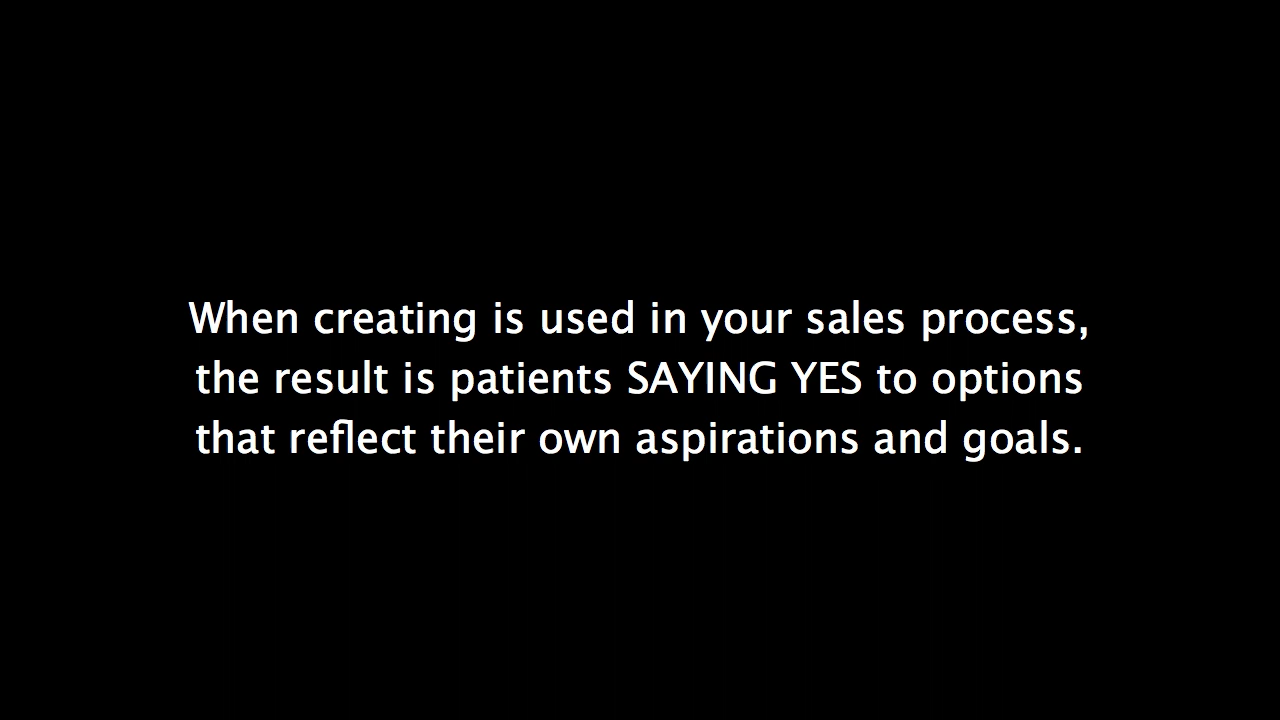 When creating is used in your sales process,
the result is patients SAYING YES to options
that reflect their own aspirations and goals.